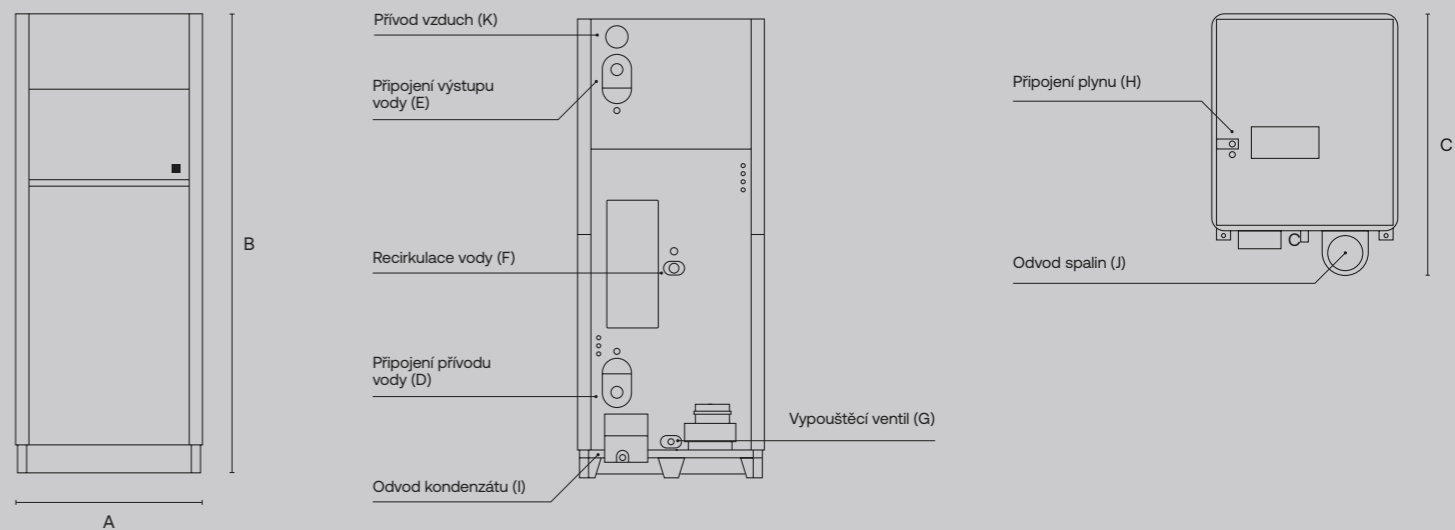 A
B
Přívod vzduch (K)
Připojení výstupu
vody (E)
Recirkulace vody (F)
Připojení přívodu
vody (D)
Odvod kondenzátu (I)
Vypouštěcí ventil (G)
Připojení plynu (H)
Odvod spalin (J)
C